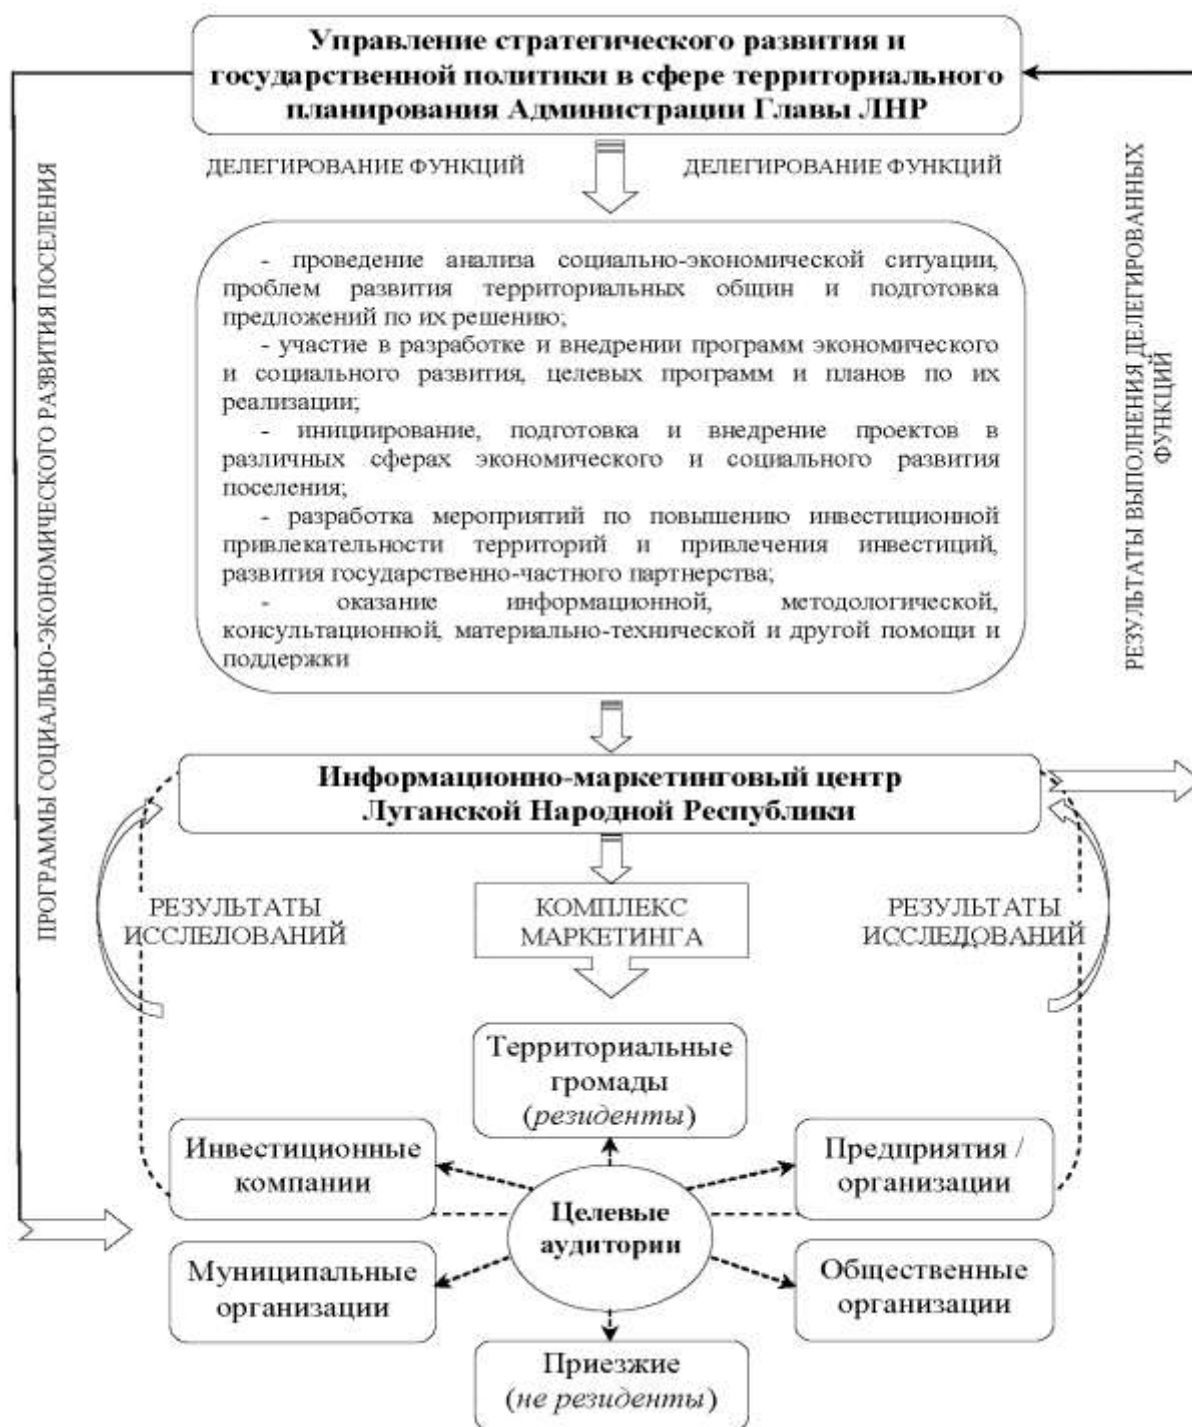 Управление стратегического развития и
государственной политики в сфере территориального
планирования Администрации Главы ЛНР
ДЕЛЕГИРОВАНИЕ ФУНКЦИЙ
ДЕЛЕГИРОВАНИЕ ФУНКЦИЙ
ПРОГРАММЫ СОЦИАЛЬНО-ЭКОНОМИЧЕСКОГО РАЗВИТИЯ ПОСЕЛЕНИЯ
- проведение анализа социально-экономической ситуации,
проблем развития территориальных общин и подготовка
предложений по их решению;
- участие в разработке и внедрении программ экономического
и социального развития, целевых программ и планов по их
реализации;
- инициирование, подготовка и внедрение проектов в
различных сферах экономического и социального развития
поселения;
- разработка мероприятий по повышению инвестиционной
привлекательности территорий и привлечения инвестиций,
развития государственно-частного партнерства;
- оказание информационной, методологической,
консультационной, материально-технической и другой помощи и
поддержки
РЕЗУЛЬТАТЫ ВЫПОЛНЕНИЯ ДЕЛЕГИРОВАННЫХ
ФУНКЦИЙ
Информационно-маркетинговый центр
Луганской Народной Республики
РЕЗУЛЬТАТЫ
ИССЛЕДОВАНИЙ
КОМПЛЕКС
МАРКЕТИНГА
РЕЗУЛЬТАТЫ
ИССЛЕДОВАНИЙ
Территориальные
громады
(резиденты)
Инвестиционные
компании
Предприятия /
организации
Целевые
аудитории
Муниципальные
организации
Общественные
организации
Приезжие
(не резиденты)